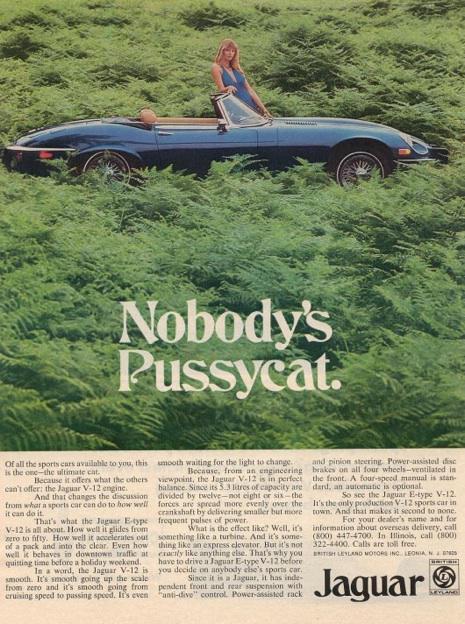 Nobody's
Pussycat.
Of all the sports cars available to you, this
is the one—the ultimate cat.
Because it offers what the others
can't offer: the Jaguar V-12 engine.
And that changes the discussion
from what a sports car can do to how well
it can do it.
That's what the Jaguar E-type
V-12 is all about. How well it glides from
zero to fifty. How well it accelerates out
of a pack and into the clear. Even how
well it behaves in downtown traffic at
quitting time before a holiday weekend.
In a word, the Jaguar V-12 is
smooth. It's smooth going up the scale
from zero and it's smooth going from
cruising speed to passing speed. It's even
smooth waiting for the light to change.
Because, from an engineering
viewpoint, the Jaguar V-12 is in perfect
balance. Since its 5.3 litres of capacity are
divided by twelve—not eight or six—the
forces are spread more evenly over the
crankshaft by delivering smaller but more
frequent pulses of power.
What is the effect like? Well, it's
something like a turbine. And it's some-
thing like an express elevator. But it's not
exactly like anything else. That's why you
have to drive a Jaguar E-type V-12 before
you decide on anybody else's sports car.
Since it is a Jaguar, it has inde-
pendent front and rear suspension with
"anti-dive" control. Power-assisted rack
and pinion steering. Power-assisted disc
brakes on all four wheels—ventilated in
the front. A four-speed manual is stan-
dard, an automatic is optional.
So see the Jaguar E-type V-12.
It's the only production V-12 sports car in
town. And that makes it second to none.
For your dealer's name and for
information about overseas delivery, call
(800) 447-4700. In Illinois, call (800)
322-4400. Calls are toll free.
BRITISH LEYLAND MOTORS INC., LEONIA, N. J. 07605
Jaguar
BRITISH
LEYLAND